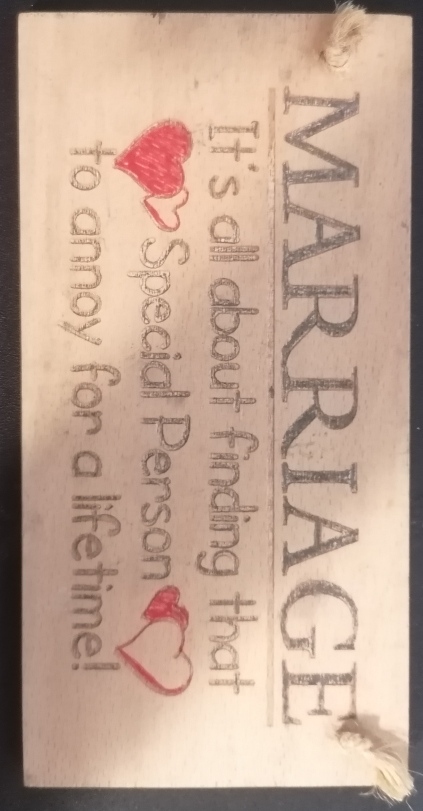 MARRIAGE
It's all about finding that
Special Person
to annoy for a lifetime!